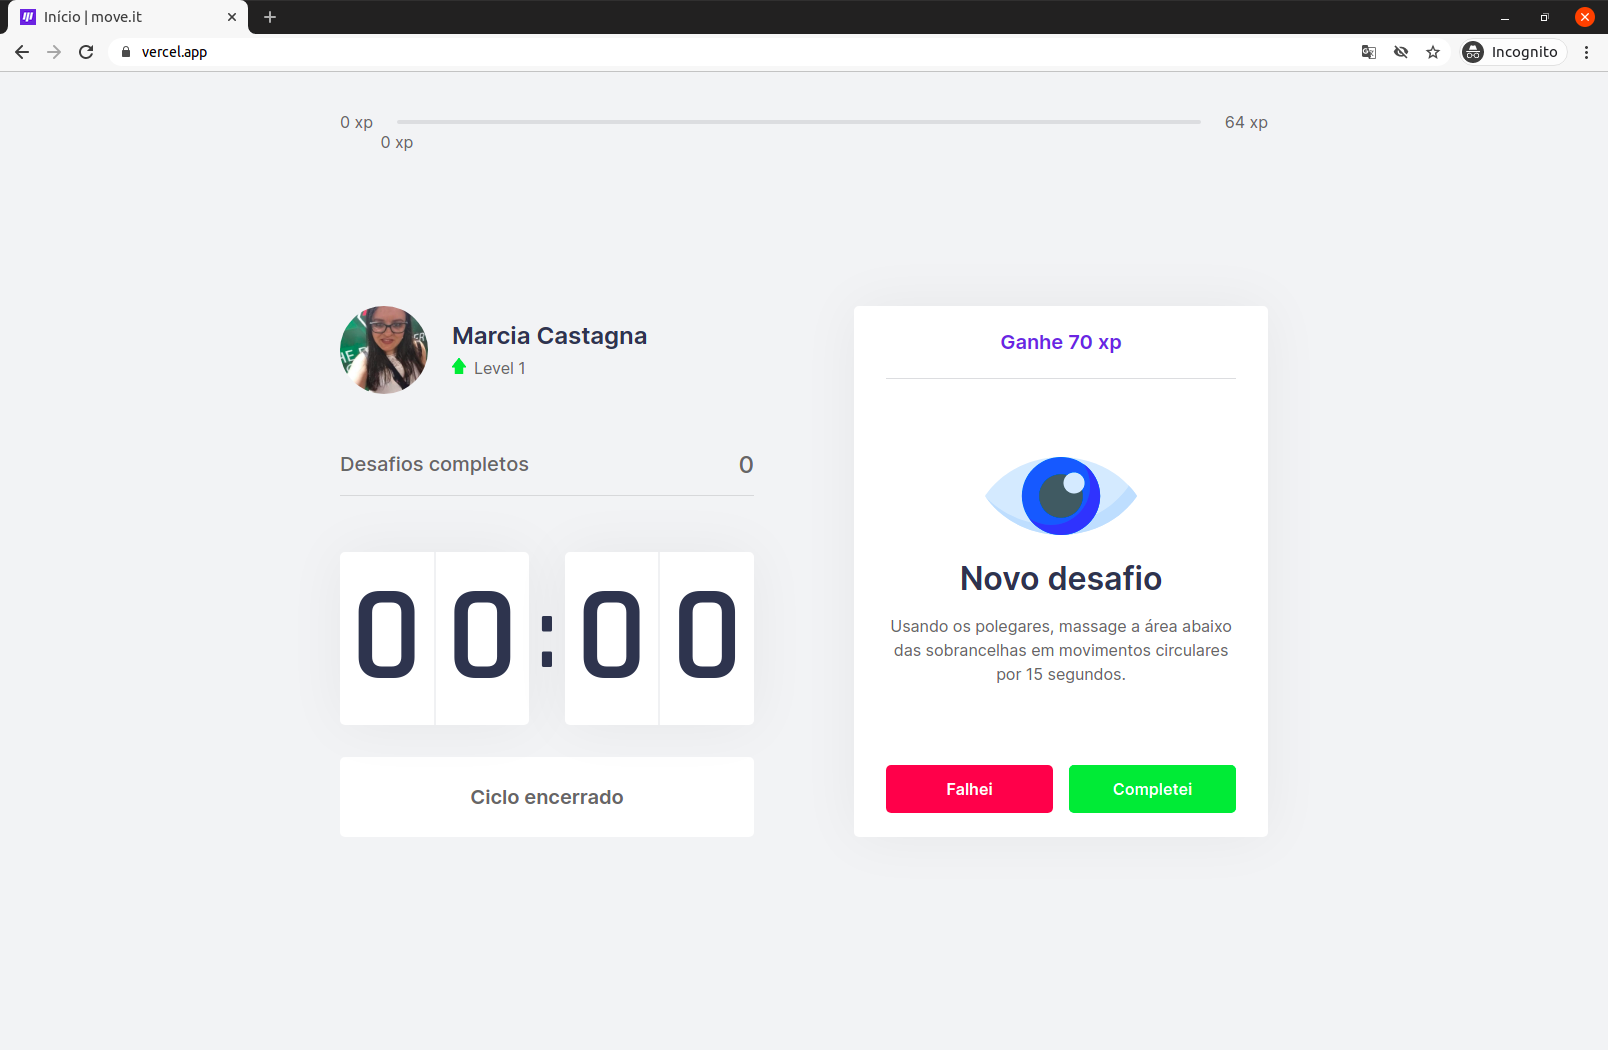 Início | move.it
vercel.app
Incognito
0 xp
64 xp
0 xp
Marcia Castagna
Level 1
Desafios completos
0
00:00
Ciclo encerrado
Ganhe 70 xp
Novo desafio
Usando os polegares, massage a área abaixo
das sobrancelhas em movimentos circulares
por 15 segundos.
Falhei
Completei